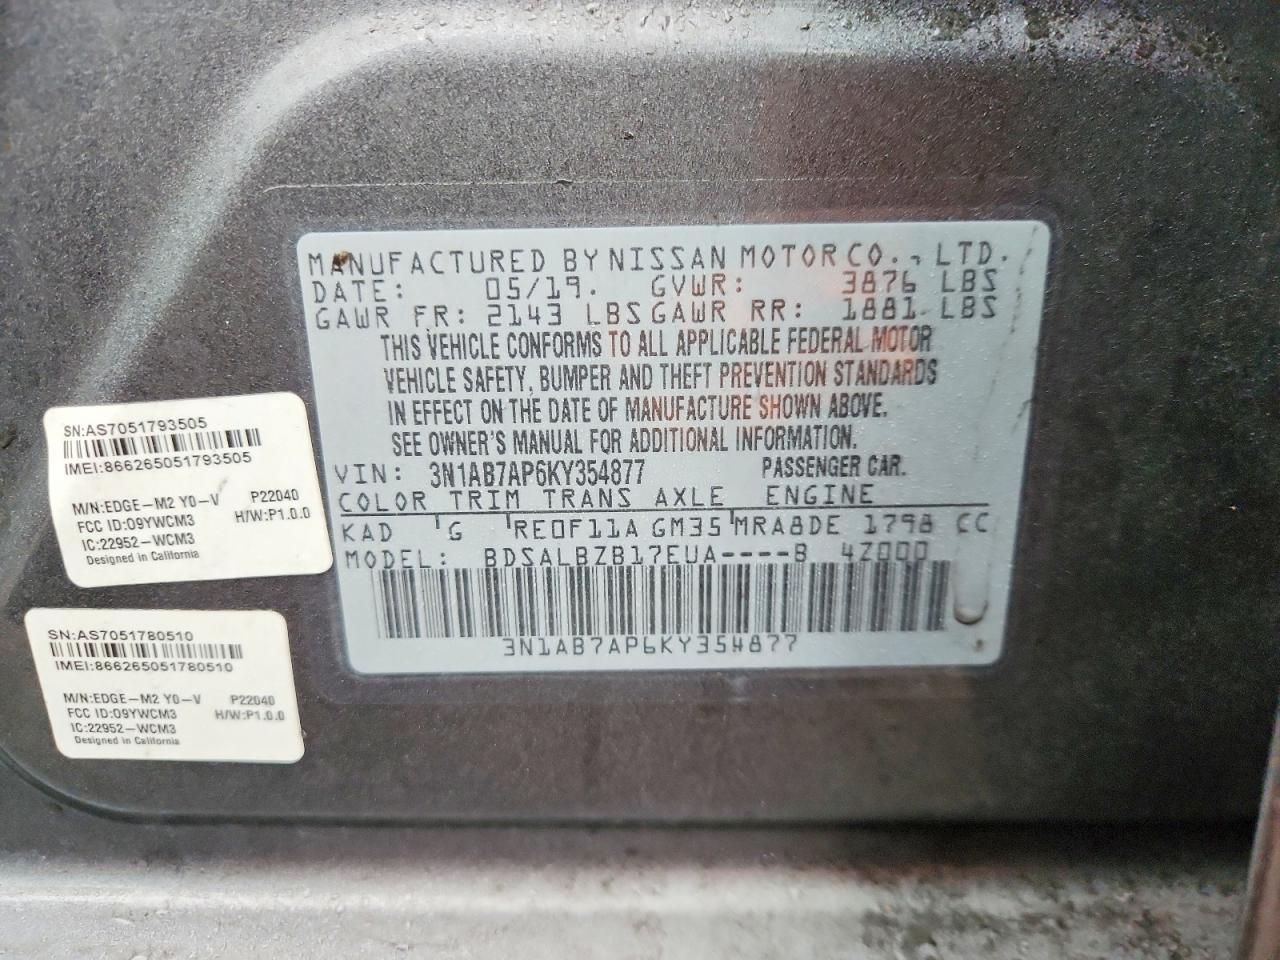 MANUFACTURED BY NISSAN MOTOR CO., LTD.
DATE: 05/19. GVWR: 3876 LBS
GAWR FR: 2143 LBS GAWR RR: 1881 LBS
THIS VEHICLE CONFORMS TO ALL APPLICABLE FEDERAL MOTOR
VEHICLE SAFETY, BUMPER AND THEFT PREVENTION STANDARDS
IN EFFECT ON THE DATE OF MANUFACTURE SHOWN ABOVE.
SEE OWNER'S MANUAL FOR ADDITIONAL INFORMATION.
VIN: 3N1AB7AP6KY354877 PASSENGER CAR.
COLOR TRIM TRANS AXLE ENGINE
KAD G RE0F11A GM35 MRA8DE 1798 CC
MODEL: BDSALBZB17EUA----B 4Z000
3N1AB7AP6KY354877
SN:AS7051793505
IMEI:866265051793505
M/N:EDGE-M2 Y0-V P22040
FCC ID:09YWCM3 H/W:P1.0.0
IC:22952-WCM3
Designed in California
SN:AS7051780510
IMEI:866265051780510
M/N:EDGE-M2 Y0-V P22040
FCC ID:09YWCM3 H/W:P1.0.0
IC:22952-WCM3
Designed in California